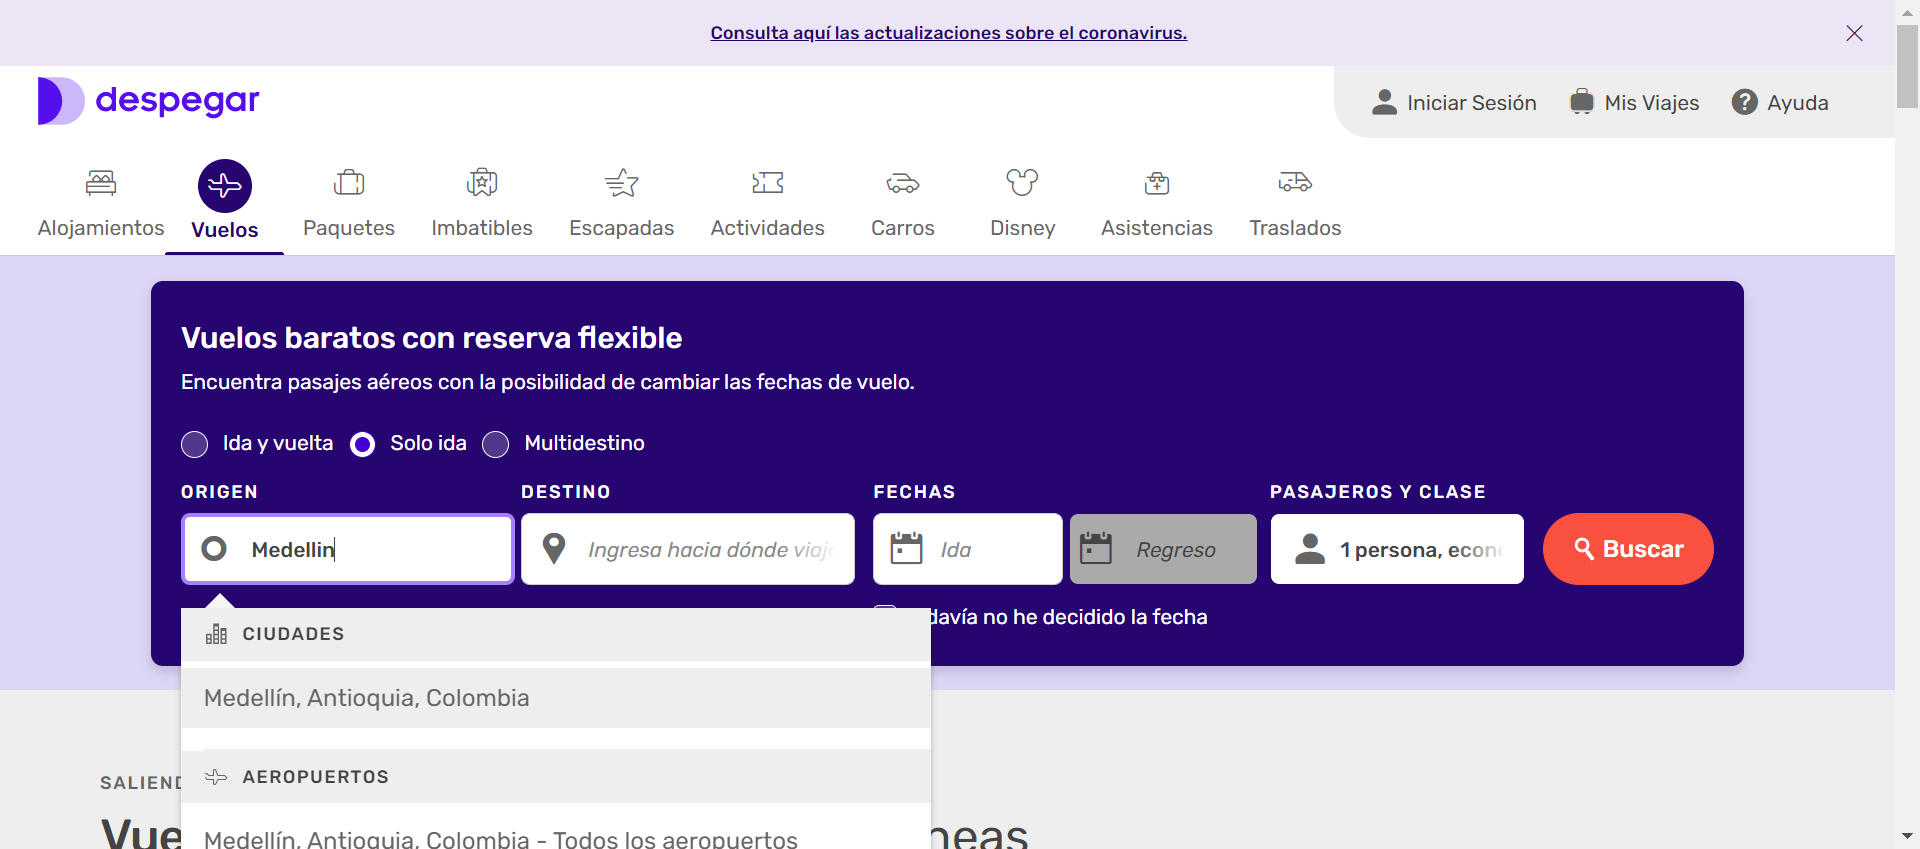 Consulta aquí las actualizaciones sobre el coronavirus.
despegar
Iniciar Sesión
Mis Viajes
Ayuda
Alojamientos
Vuelos
Paquetes
Imbatibles
Escapadas
Actividades
Carros
Disney
Asistencias
Traslados
Vuelos baratos con reserva flexible
Encuentra pasajes aéreos con la posibilidad de cambiar las fechas de vuelo.
Ida y vuelta
Solo ida
Multidestino
ORIGEN
DESTINO
FECHAS
PASAJEROS Y CLASE
Medellin
Ingresa hacia dónde viaj
Ida
Regreso
1 persona, econ
Buscar
davía no he decidido la fecha
CIUDADES
Medellín, Antioquia, Colombia
AEROPUERTOS
Medellín, Antioquia, Colombia - Todos los aeropuertos
SALIEN
Vue
neas